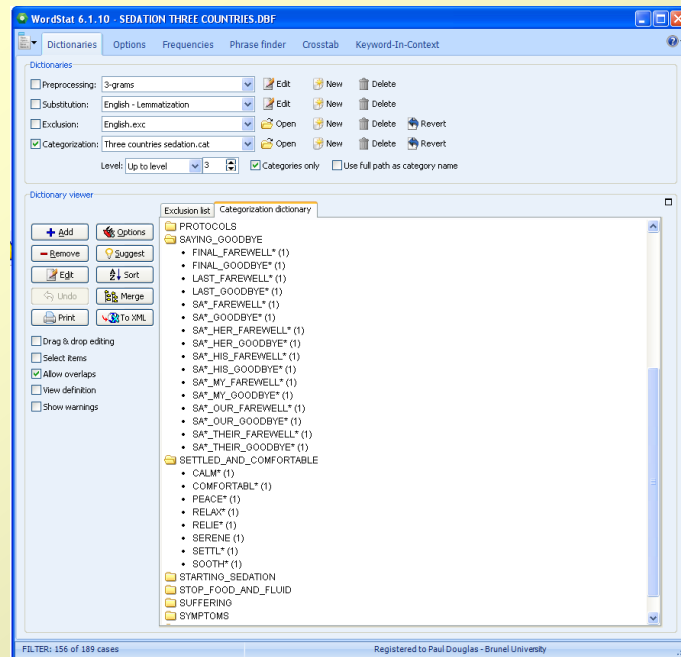 WordStat 6.1.10 - SEDATION THREE COUNTRIES.DBF
Dictionaries Options Frequencies Phrase finder Crosstab Keyword-In-Context
Dictionaries
Preprocessing: 3-grams Edit New Delete
Substitution: English - Lemmatization Edit New Delete
Exclusion: English.exc Open New Delete Revert
Categorization: Three countries sedation.cat Open New Delete Revert
Level: Up to level 3 Categories only Use full path as category name
Dictionary viewer
Exclusion list Categorization dictionary
Add Options
Remove Suggest
Edit Sort
Undo Merge
Print To XML
Drag & drop editing
Select items
Allow overlaps
View definition
Show warnings
PROTOCOLS
SAYING_GOODBYE
• FINAL_FAREWELL* (1)
• FINAL_GOODBYE* (1)
• LAST_FAREWELL* (1)
• LAST_GOODBYE* (1)
• SA*_FAREWELL* (1)
• SA*_GOODBYE* (1)
• SA*_HER_FAREWELL* (1)
• SA*_HER_GOODBYE* (1)
• SA*_HIS_FAREWELL* (1)
• SA*_HIS_GOODBYE* (1)
• SA*_MY_FAREWELL* (1)
• SA*_MY_GOODBYE* (1)
• SA*_OUR_FAREWELL* (1)
• SA*_OUR_GOODBYE* (1)
• SA*_THEIR_FAREWELL* (1)
• SA*_THEIR_GOODBYE* (1)
SETTLED_AND_COMFORTABLE
• CALM* (1)
• COMFORTABL* (1)
• PEACE* (1)
• RELAX* (1)
• RELIE* (1)
• SERENE (1)
• SETTL* (1)
• SOOTH* (1)
STARTING_SEDATION
STOP_FOOD_AND_FLUID
SUFFERING
SYMPTOMS
FILTER: 156 of 189 cases Registered to Paul Douglas - Brunel University